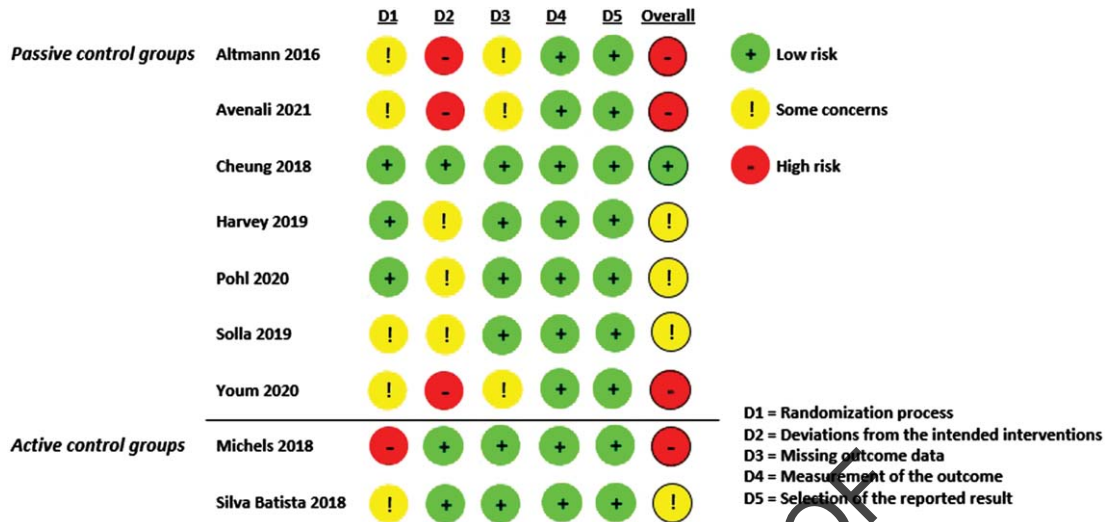 D1 D2 D3 D4 D5 Overall
Passive control groups Altmann 2016 ! - ! + + - + Low risk
Avenali 2021 ! - ! + + - ! Some concerns
Cheung 2018 + + + + + + - High risk
Harvey 2019 + ! + + + !
Pohl 2020 + ! + + + !
Solla 2019 ! ! + + + !
Youm 2020 ! - ! + + -
Active control groups Michels 2018 - + + + + -
Silva Batista 2018 ! + + + + !
D1 = Randomization process
D2 = Deviations from the intended interventions
D3 = Missing outcome data
D4 = Measurement of the outcome
D5 = Selection of the reported result
OF